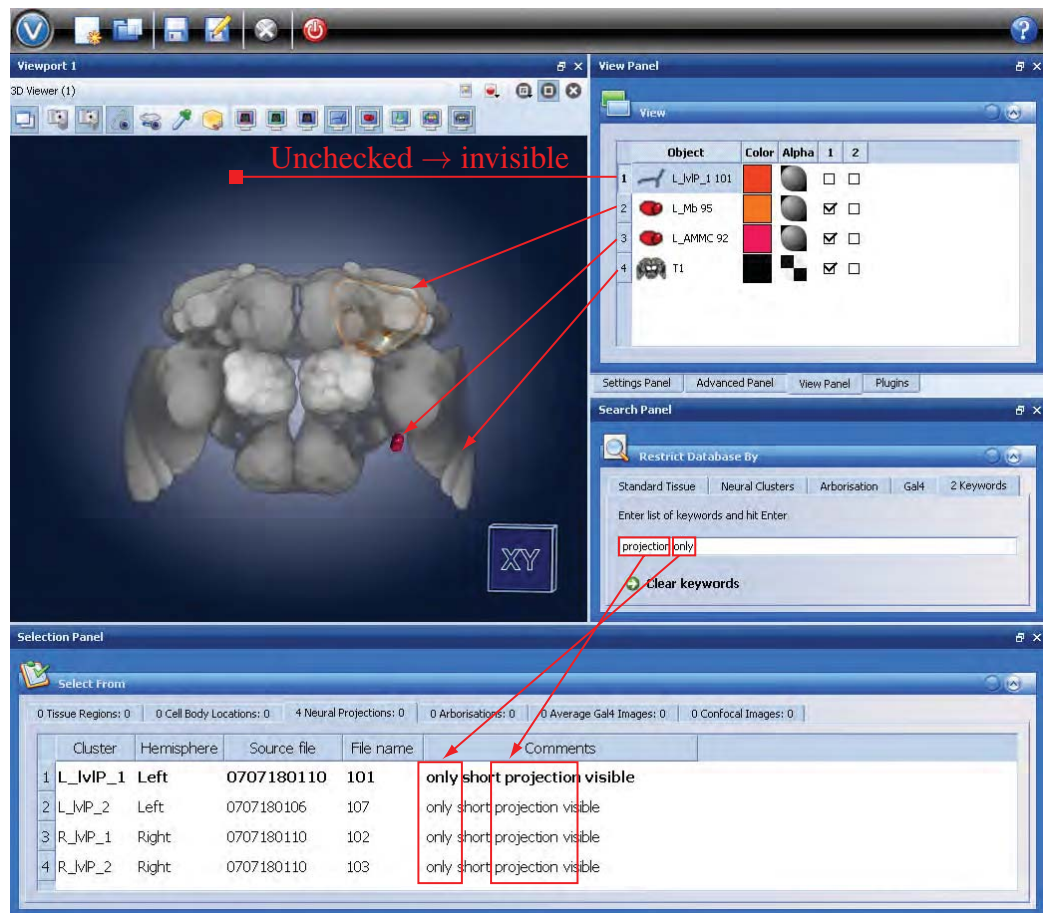 V
?
Viewport 1
3D Viewer (1)
Unchecked → invisible
XY
View Panel
View
Object Color Alpha 1 2
1 L_lvlP_1 101
2 L_Mb 95
3 L_AMMC 92
4 T1
Settings Panel Advanced Panel View Panel Plugins
Search Panel
Restrict Database By
Standard Tissue Neural Clusters Arborisation Gal4 2 Keywords
Enter list of keywords and hit Enter
projection only
Clear keywords
Selection Panel
Select From
0 Tissue Regions: 0 0 Cell Body Locations: 0 4 Neural Projections: 0 0 Arborisations: 0 0 Average Gal4 Images: 0 0 Confocal Images: 0
Cluster Hemisphere Source file File name Comments
1 L_lvlP_1 Left 0707180110 101 only short projection visible
2 L_lvlP_2 Left 0707180106 107 only short projection visible
3 R_lvlP_1 Right 0707180110 102 only short projection visible
4 R_lvlP_2 Right 0707180110 103 only short projection visible